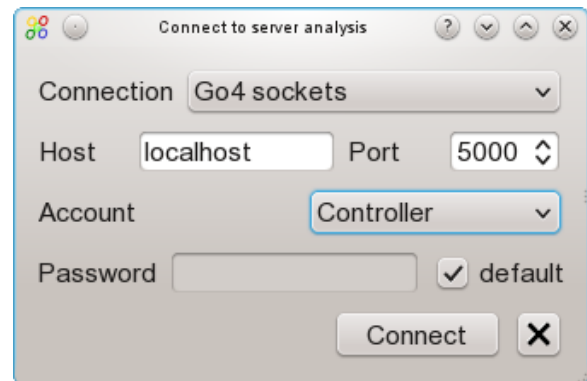 Connect to server analysis
Connection Go4 sockets
Host localhost Port 5000
Account Controller
Password default
Connect